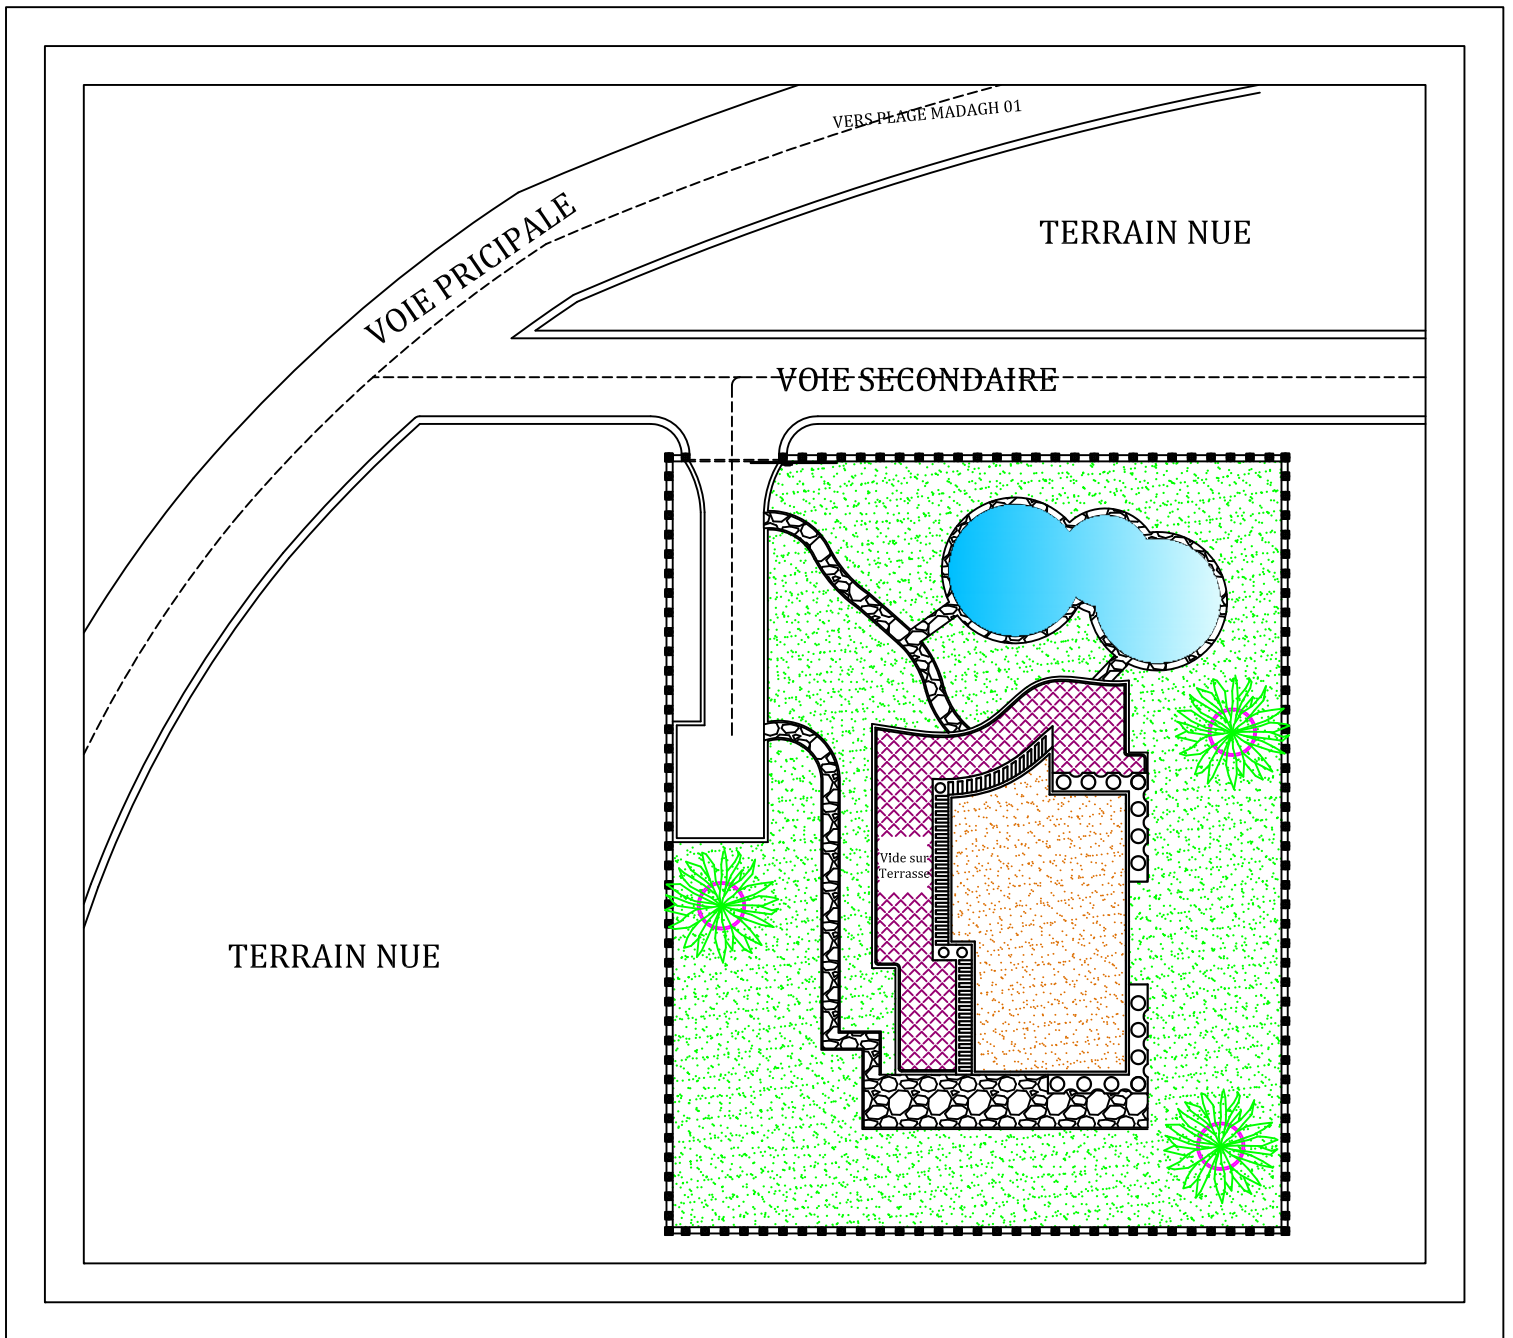 VERS PLAGE MADAGH 01
VOIE PRICIPALE
TERRAIN NUE
VOIE SECONDAIRE
Vide sur
Terrasse
TERRAIN NUE